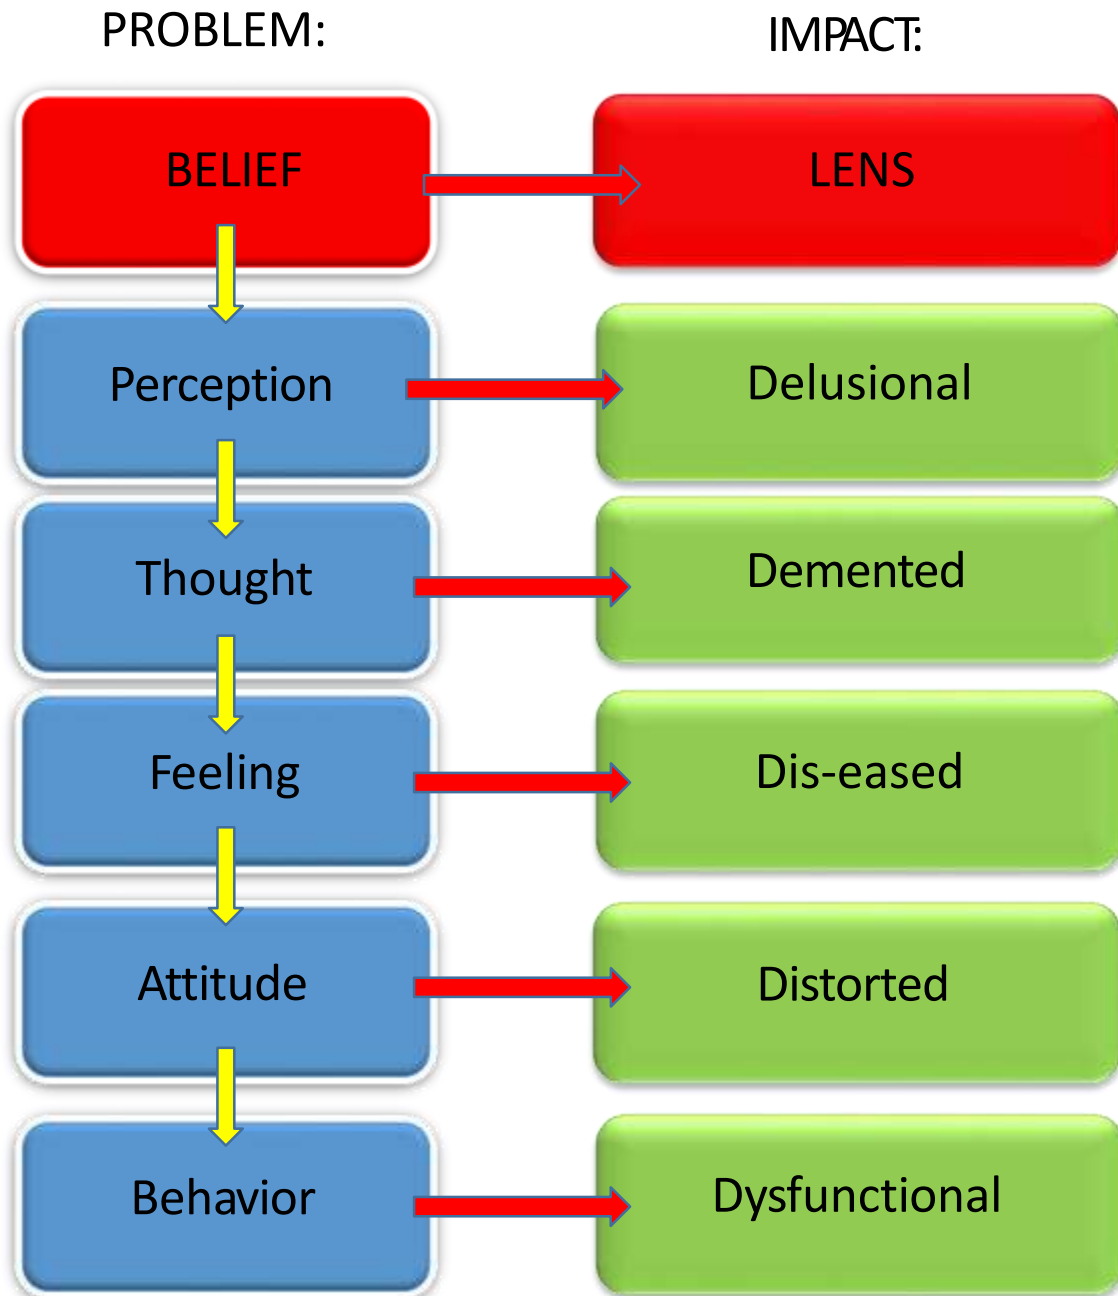 PROBLEM:
IMPACT:
BELIEF
LENS
Perception
Delusional
Thought
Demented
Feeling
Dis-eased
Attitude
Distorted
Behavior
Dysfunctional